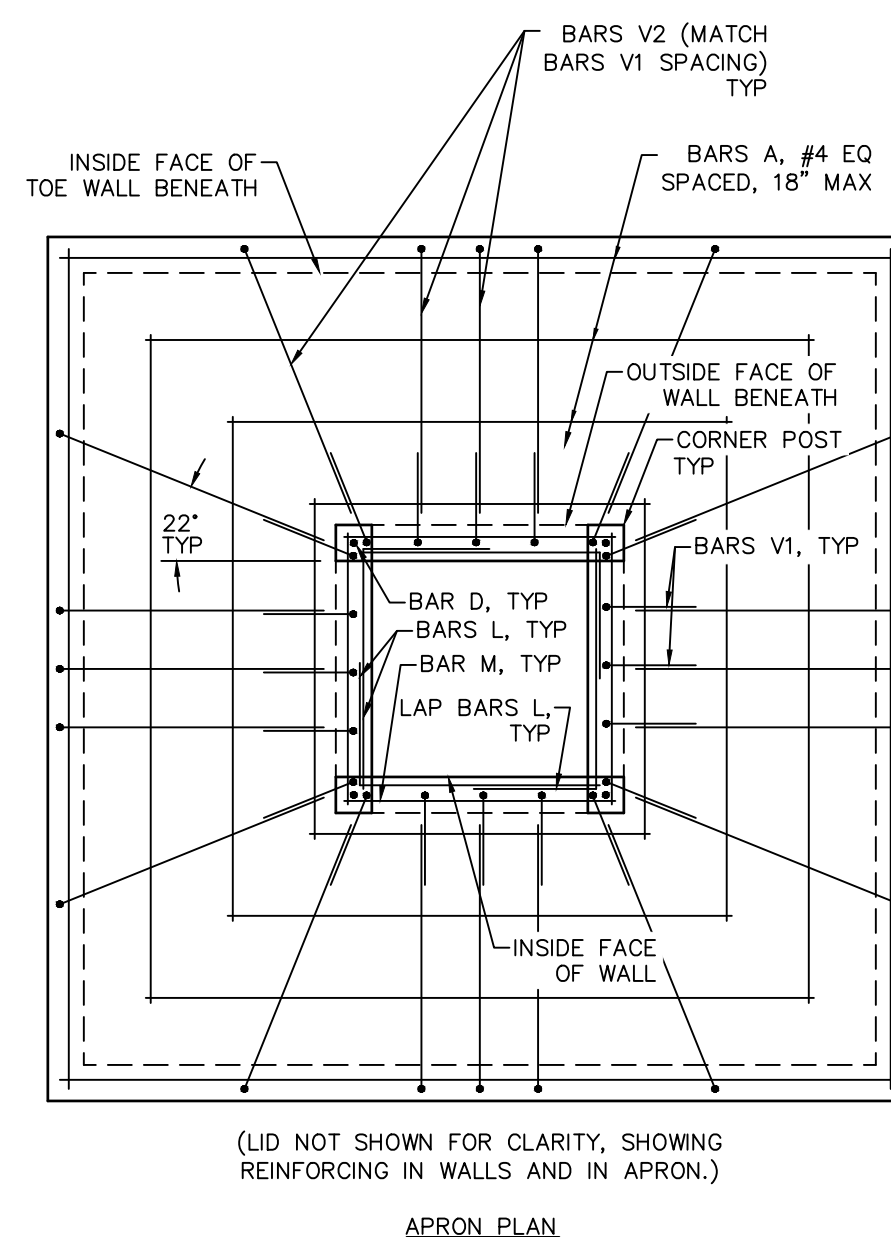 BARS V2 (MATCH
BARS V1 SPACING)
TYP
INSIDE FACE OF
TOE WALL BENEATH
BARS A, #4 EQ
SPACED, 18" MAX
OUTSIDE FACE OF
WALL BENEATH
CORNER POST
TYP
22°
TYP
BARS V1, TYP
BAR D, TYP
BARS L, TYP
BAR M, TYP
LAP BARS L,
TYP
INSIDE FACE
OF WALL
(LID NOT SHOWN FOR CLARITY, SHOWING
REINFORCING IN WALLS AND IN APRON.)
APRON PLAN